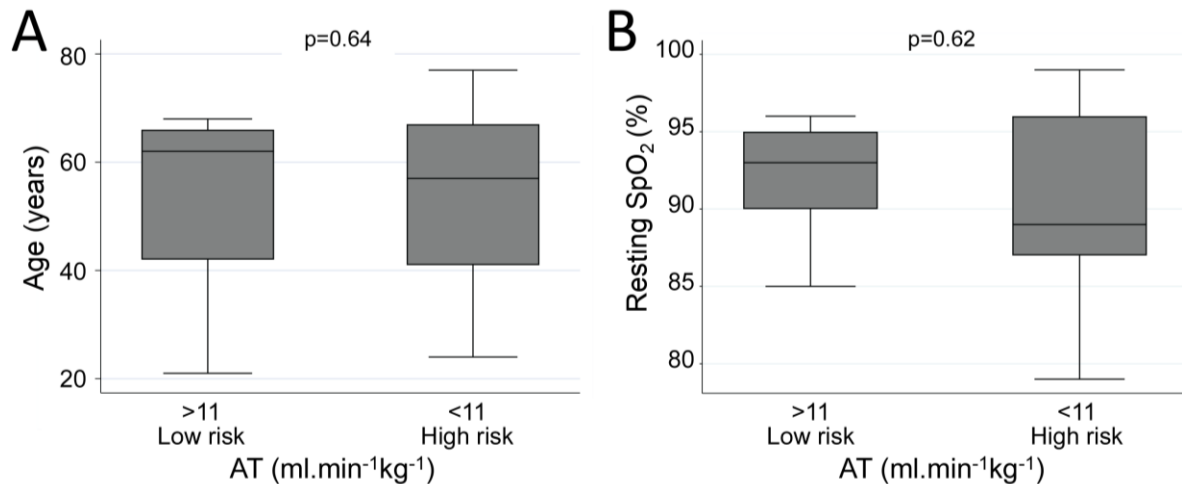 A
p=0.64
Age (years)
80
60
40
20
>11
Low risk
<11
High risk
AT (ml.min⁻¹kg⁻¹)
B
p=0.62
Resting SpO₂ (%)
100
95
90
85
80
>11
Low risk
<11
High risk
AT (ml.min⁻¹kg⁻¹)